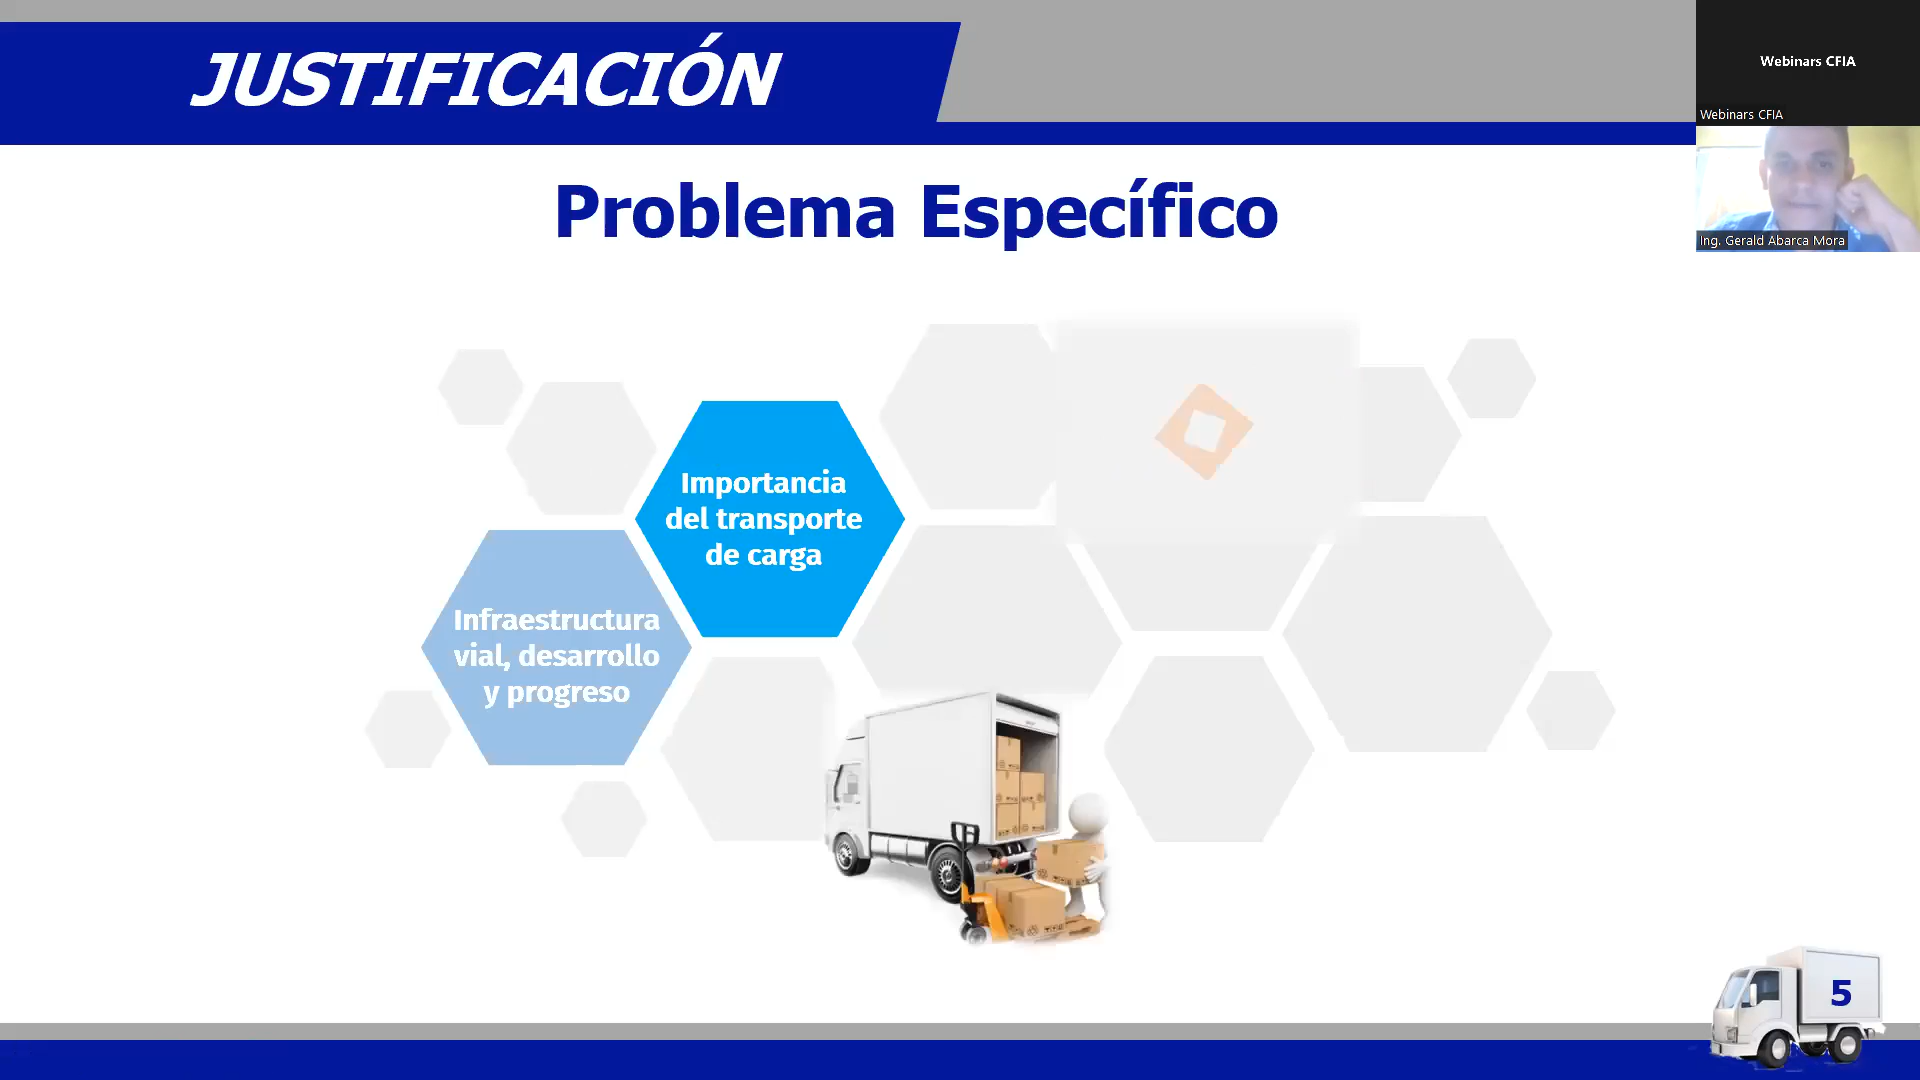 JUSTIFICACIÓN
Webinars CFIA
Webinars CFIA
Ing. Gerald Abarca Mora
Problema Específico
Importancia
del transporte
de carga
Infraestructura
vial, desarrollo
y progreso
5